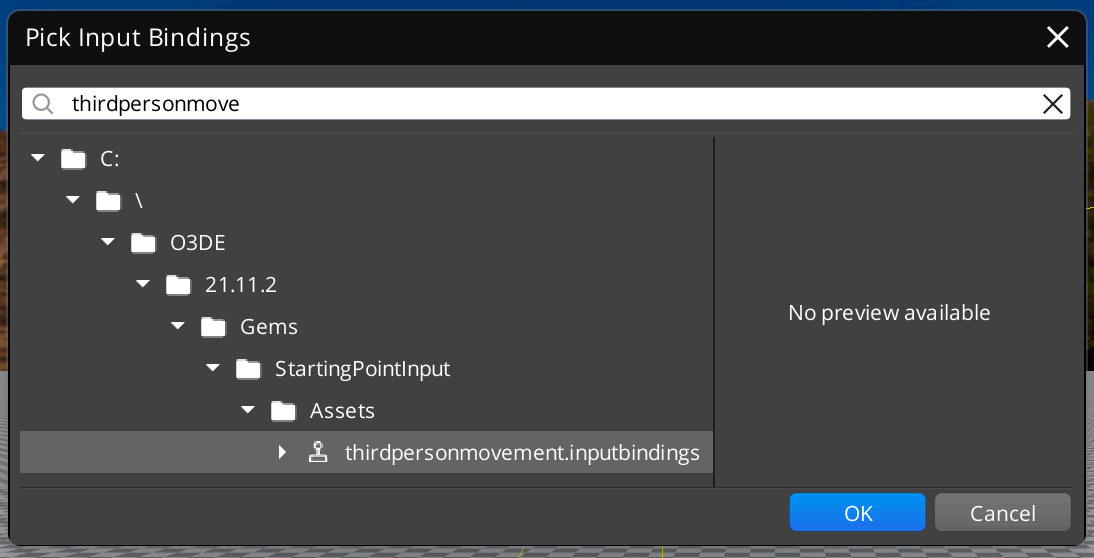 Pick Input Bindings
thirdpersonmove
C:
\
O3DE
21.11.2
Gems
StartingPointInput
Assets
thirdpersonmovement.inputbindings
No preview available
OK
Cancel